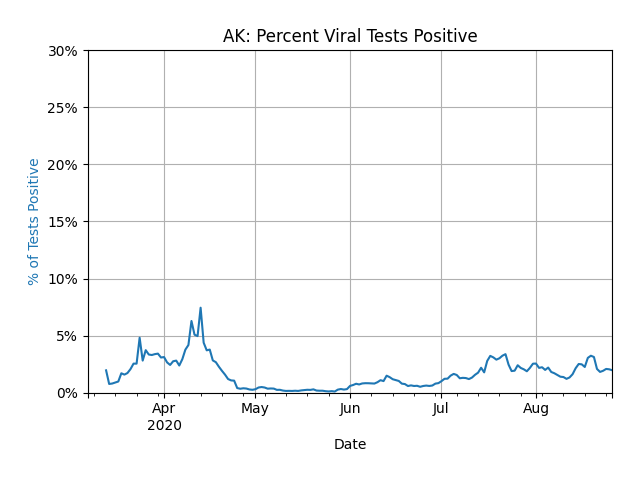 AK: Percent Viral Tests Positive
30%
25%
20%
15%
10%
5%
0%
% of Tests Positive
Apr
2020
May
Jun
Jul
Aug
Date